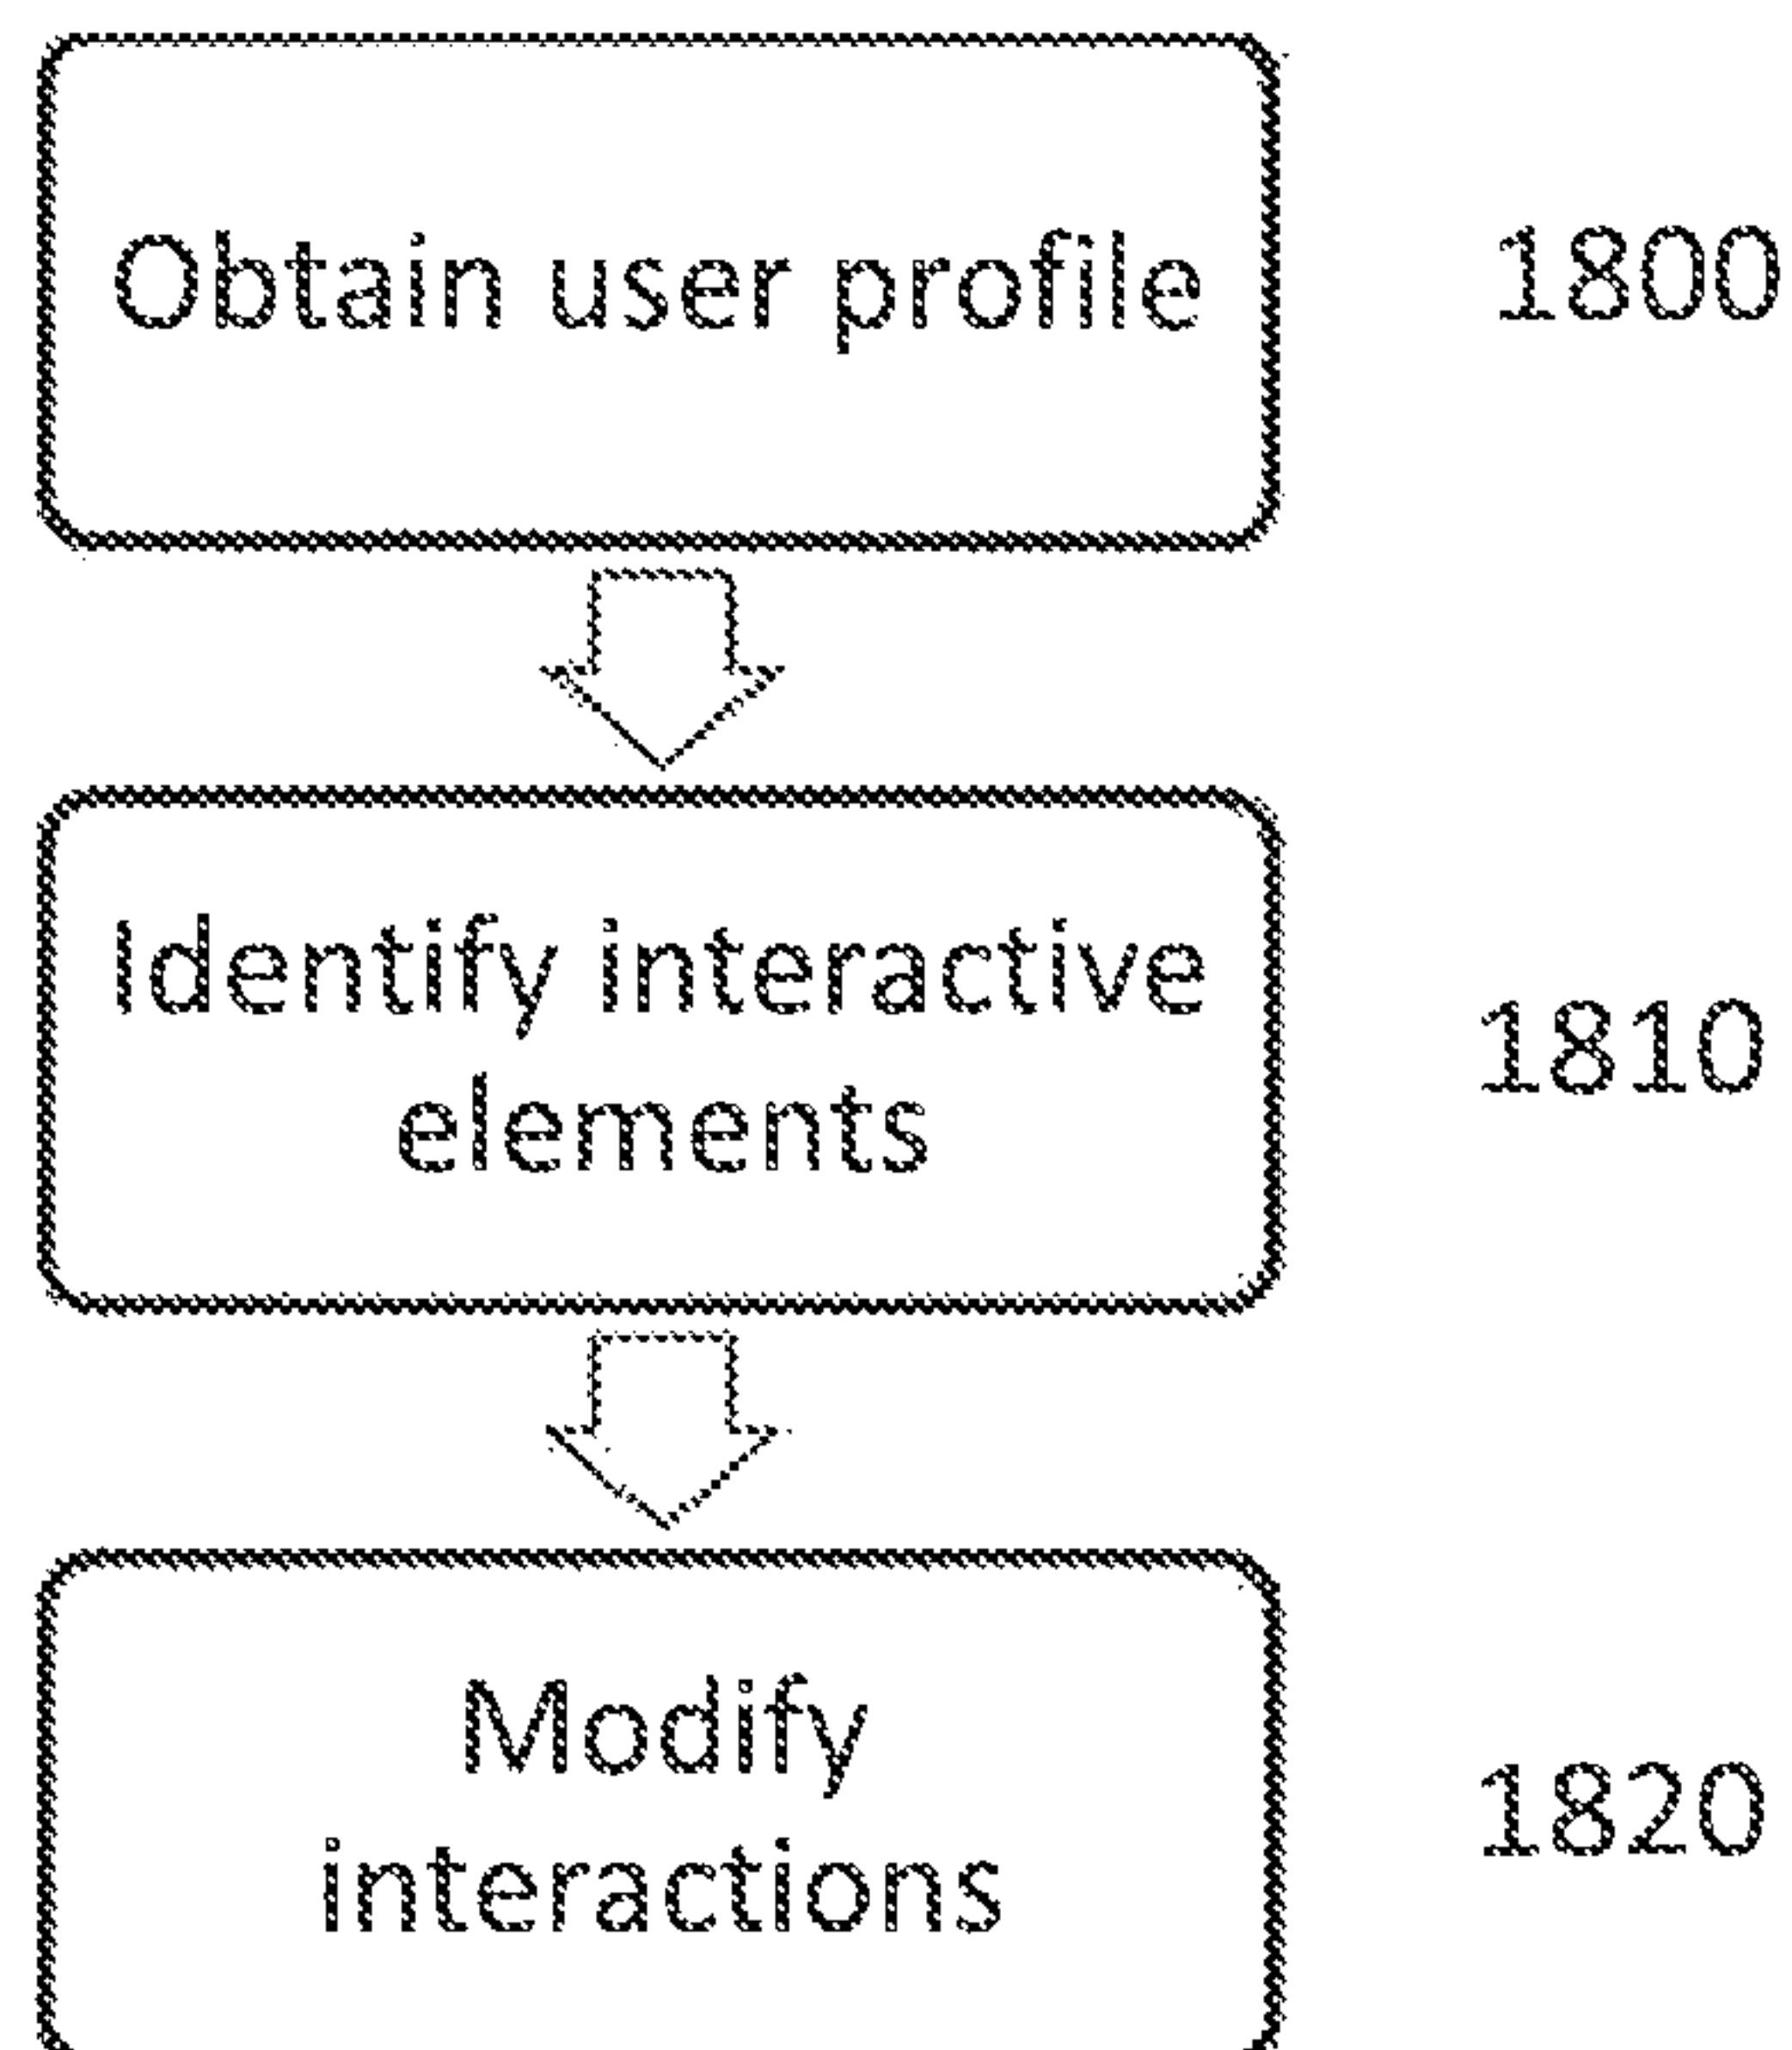 Obtain user profile
1800
Identify interactive
elements
1810
Modify
interactions
1820